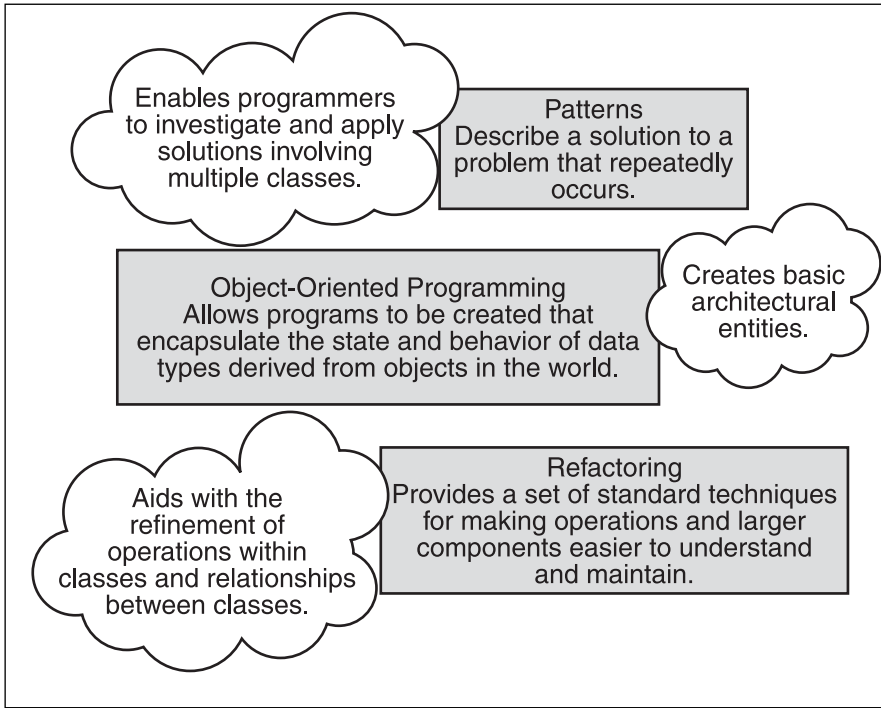 Enables programmers
to investigate and apply
solutions involving
multiple classes.
Patterns
Describe a solution to a
problem that repeatedly
occurs.
Object-Oriented Programming
Allows programs to be created that
encapsulate the state and behavior of data
types derived from objects in the world.
Creates basic
architectural
entities.
Aids with the
refinement of
operations within
classes and relationships
between classes.
Refactoring
Provides a set of standard techniques
for making operations and larger
components easier to understand
and maintain.